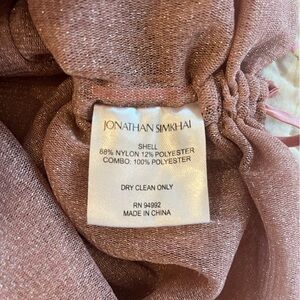 JONATHAN SIMKHAI
SHELL
88% NYLON 12% POLYESTER
COMBO: 100% POLYESTER
DRY CLEAN ONLY
RN 94992
MADE IN CHINA